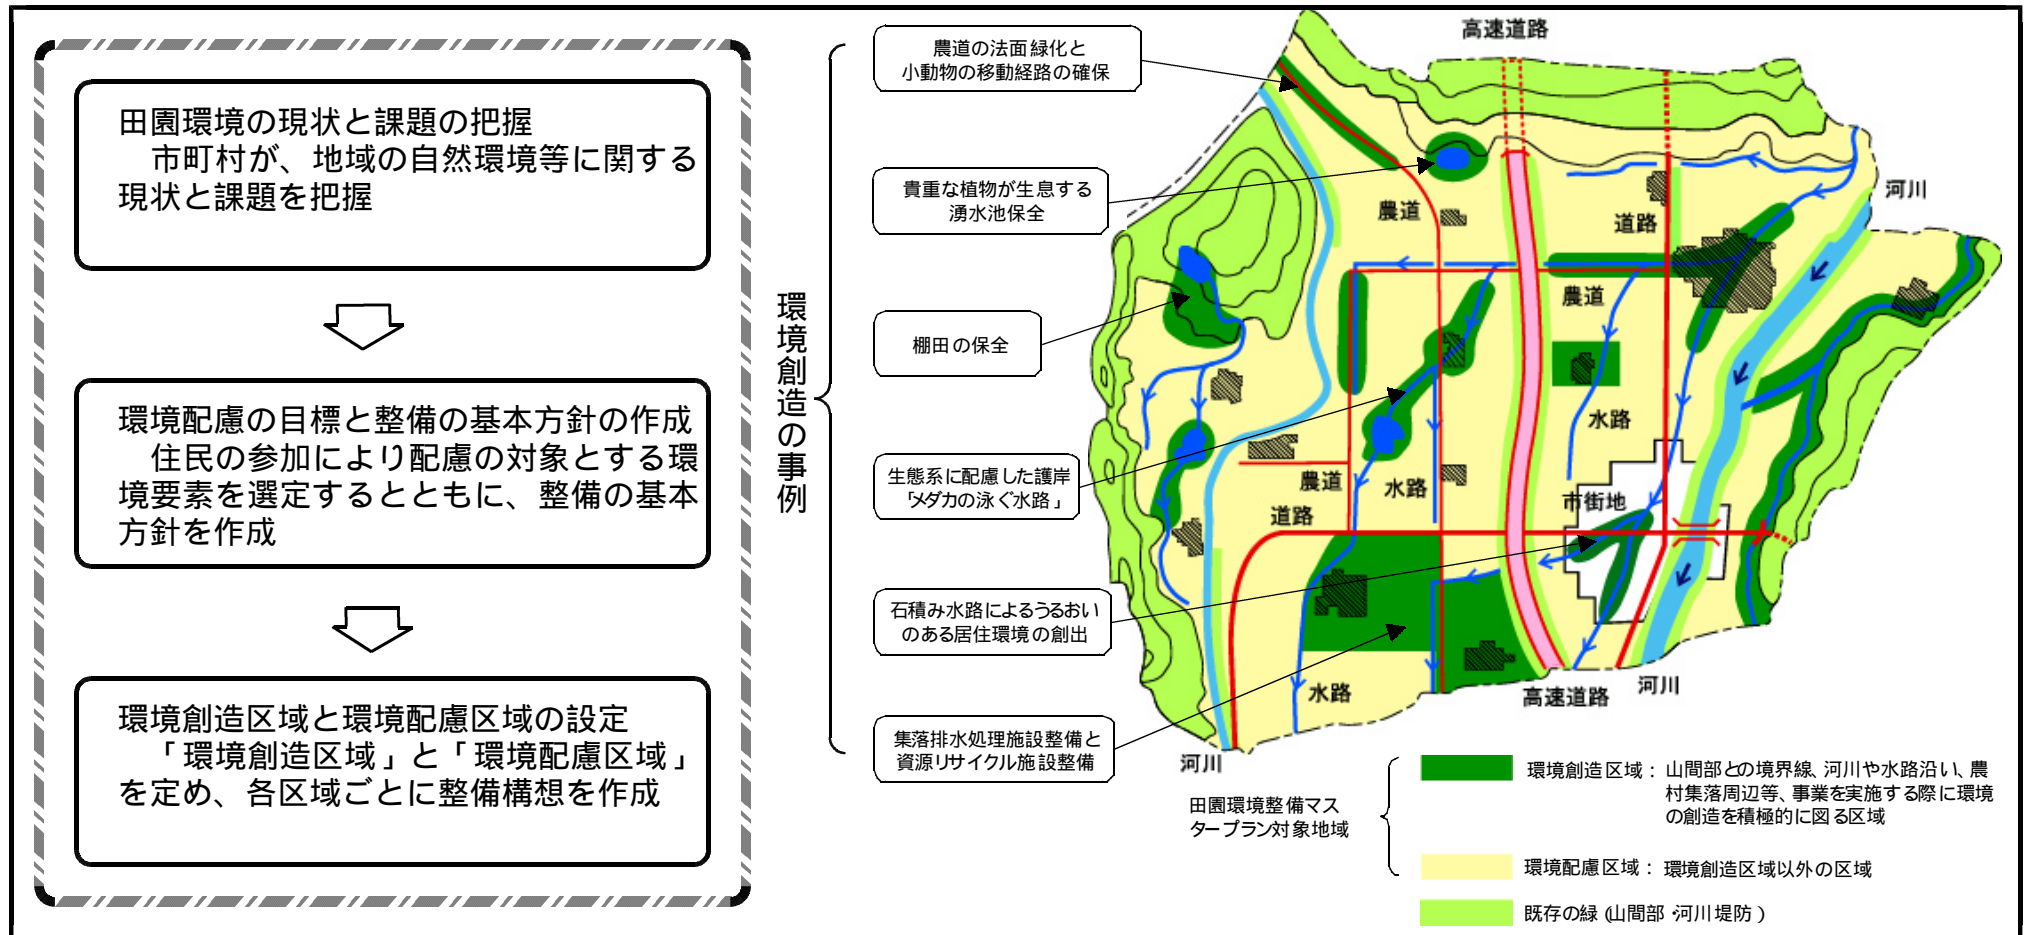 田園環境の現状と課題の把握
市町村が、地域の自然環境等に関する
現状と課題を把握
環境配慮の目標と整備の基本方針の作成
住民の参加により配慮の対象とする環
境要素を選定するとともに、整備の基本
方針を作成
環境創造区域と環境配慮区域の設定
「環境創造区域」と「環境配慮区域」
を定め、各区域ごとに整備構想を作成
環境創造の事例
農道の法面緑化と
小動物の移動経路の確保
貴重な植物が生息する
湧水池保全
棚田の保全
生態系に配慮した護岸
「メダカの泳ぐ水路」
石積み水路によるうるおい
のある居住環境の創出
集落排水処理施設整備と
資源リサイクル施設整備
高速道路
河川
農道
道路
農道
水路
農道
水路
市街地
道路
水路
高速道路
河川
河川
田園環境整備マス
タープラン対象地域
環境創造区域：山間部との境界線、河川や水路沿い、農
村集落周辺等、事業を実施する際に環境
の創造を積極的に図る区域
環境配慮区域：環境創造区域以外の区域
既存の緑（山間部・河川堤防）